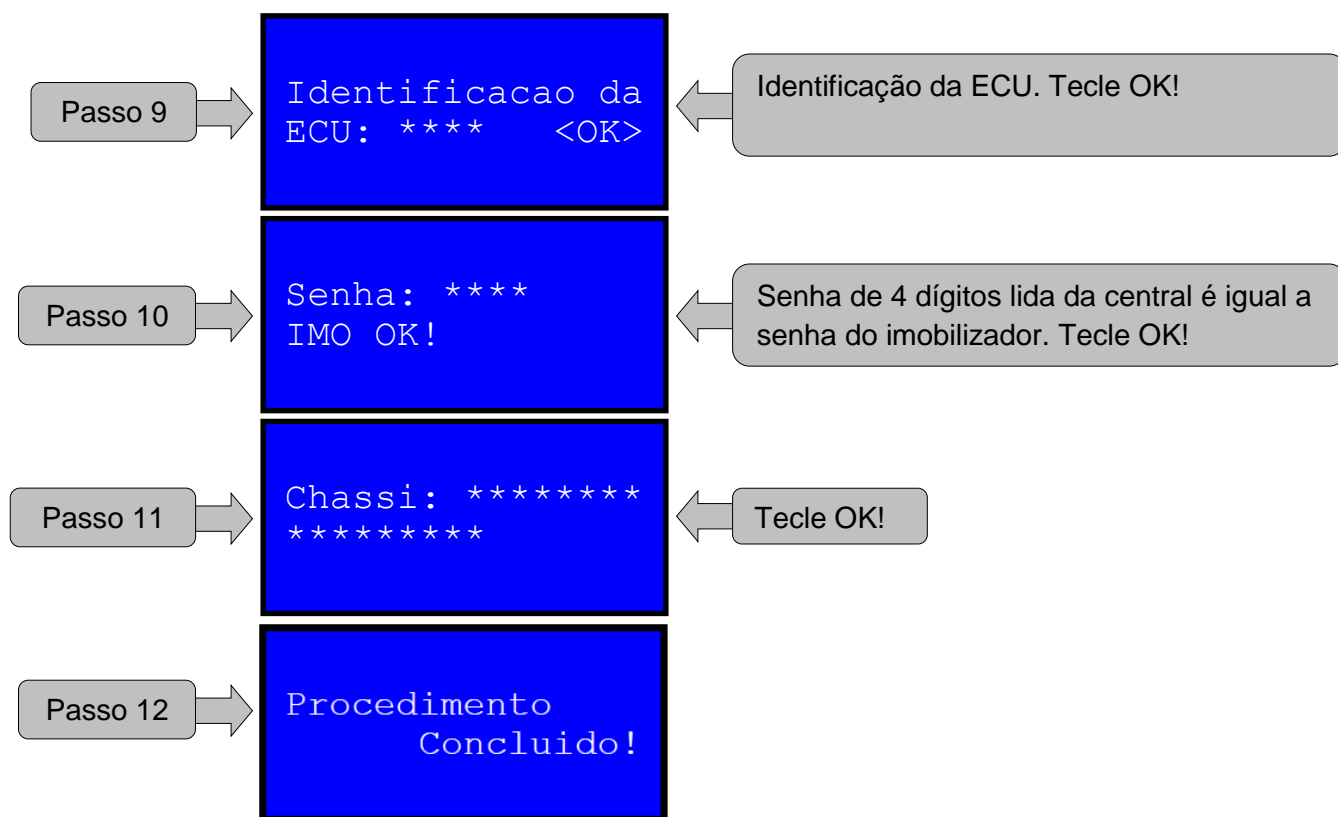 Passo 9
Identificacao da
ECU: **** <OK>
Identificação da ECU. Tecle OK!
Passo 10
Senha: ****
IMO OK!
Senha de 4 dígitos lida da central é igual a
senha do imobilizador. Tecle OK!
Passo 11
Chassi: ********
*********
Tecle OK!
Passo 12
Procedimento
Concluido!